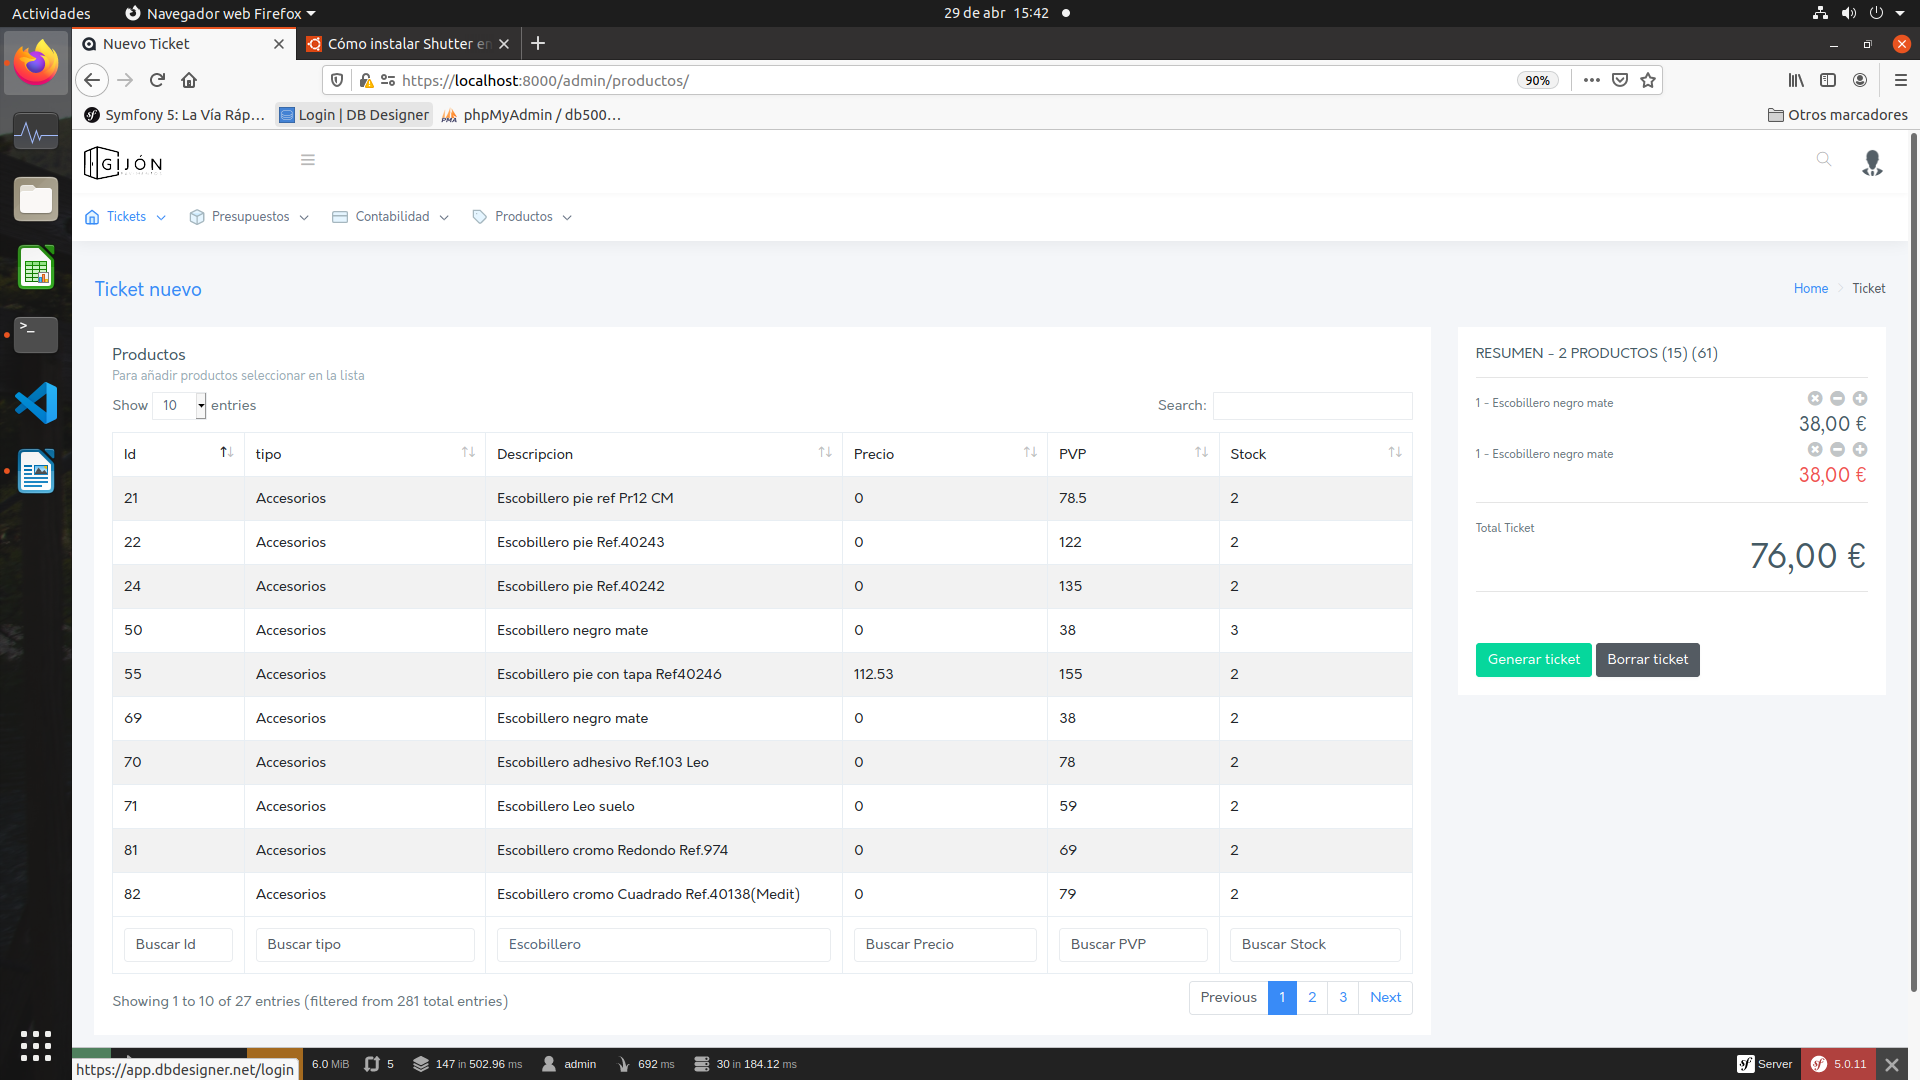 Actividades Navegador web Firefox 29 de abr 15:42
Nuevo Ticket Cómo instalar Shutter en
https://localhost:8000/admin/productos/ 90%
Symfony 5: La Vía Ráp… Login | DB Designer phpMyAdmin / db500… Otros marcadores
GIJÓN
Tickets Presupuestos Contabilidad Productos
Ticket nuevo
Home Ticket
Productos
Para añadir productos seleccionar en la lista
Show 10 entries
Search:
Id tipo Descripcion Precio PVP Stock
21 Accesorios Escobillero pie ref Pr12 CM 0 78.5 2
22 Accesorios Escobillero pie Ref.40243 0 122 2
24 Accesorios Escobillero pie Ref.40242 0 135 2
50 Accesorios Escobillero negro mate 0 38 3
55 Accesorios Escobillero pie con tapa Ref40246 112.53 155 2
69 Accesorios Escobillero negro mate 0 38 2
70 Accesorios Escobillero adhesivo Ref.103 Leo 0 78 2
71 Accesorios Escobillero Leo suelo 0 59 2
81 Accesorios Escobillero cromo Redondo Ref.974 0 69 2
82 Accesorios Escobillero cromo Cuadrado Ref.40138(Medit) 0 79 2
Buscar Id Buscar tipo Escobillero Buscar Precio Buscar PVP Buscar Stock
Showing 1 to 10 of 27 entries (filtered from 281 total entries)
Previous 1 2 3 Next
RESUMEN - 2 PRODUCTOS (15) (61)
1 - Escobillero negro mate
38,00 €
1 - Escobillero negro mate
38,00 €
Total Ticket
76,00 €
Generar ticket Borrar ticket
6.0 MiB 5 147 in 502.96 ms admin 692 ms 30 in 184.12 ms Server 5.0.11
https://app.dbdesigner.net/login